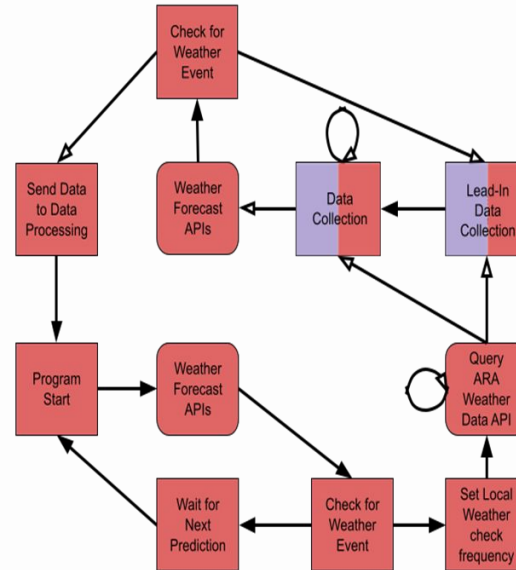 Check for
Weather
Event
Send Data
to Data
Processing
Weather
Forecast
APIs
Data
Collection
Lead-In
Data
Collection
Program
Start
Weather
Forecast
APIs
Query
ARA
Weather
Data API
Wait for
Next
Prediction
Check for
Weather
Event
Set Local
Weather
check
frequency